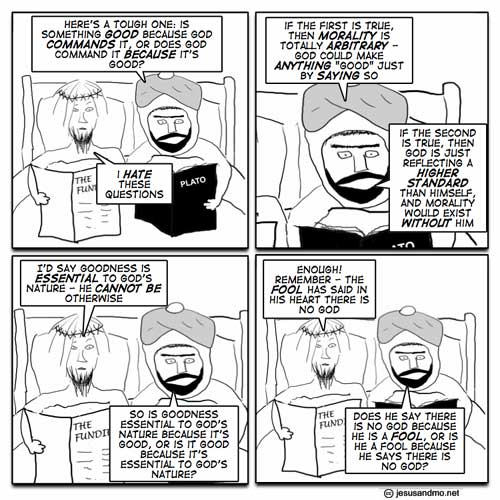 HERE'S A TOUGH ONE: IS
SOMETHING GOOD BECAUSE GOD
COMMANDS IT, OR DOES GOD
COMMAND IT BECAUSE IT'S
GOOD?
I HATE
THESE
QUESTIONS
THE
FUNDI
PLATO
IF THE FIRST IS TRUE,
THEN MORALITY IS
TOTALLY ARBITRARY -
GOD COULD MAKE
ANYTHING "GOOD" JUST
BY SAYING SO
IF THE SECOND
IS TRUE, THEN
GOD IS JUST
REFLECTING A
HIGHER
STANDARD
THAN HIMSELF,
AND MORALITY
WOULD EXIST
WITHOUT HIM
ATO
I'D SAY GOODNESS IS
ESSENTIAL TO GOD'S
NATURE - HE CANNOT BE
OTHERWISE
SO IS GOODNESS
ESSENTIAL TO GOD'S
NATURE BECAUSE IT'S
GOOD, OR IS IT GOOD
BECAUSE IT'S
ESSENTIAL TO GOD'S
NATURE?
THE
FUNDI
ENOUGH!
REMEMBER - THE
FOOL HAS SAID IN
HIS HEART THERE IS
NO GOD
DOES HE SAY THERE
IS NO GOD BECAUSE
HE IS A FOOL, OR IS
HE A FOOL BECAUSE
HE SAYS THERE IS
NO GOD?
THE
FUND
(cc) jesusandmo.net